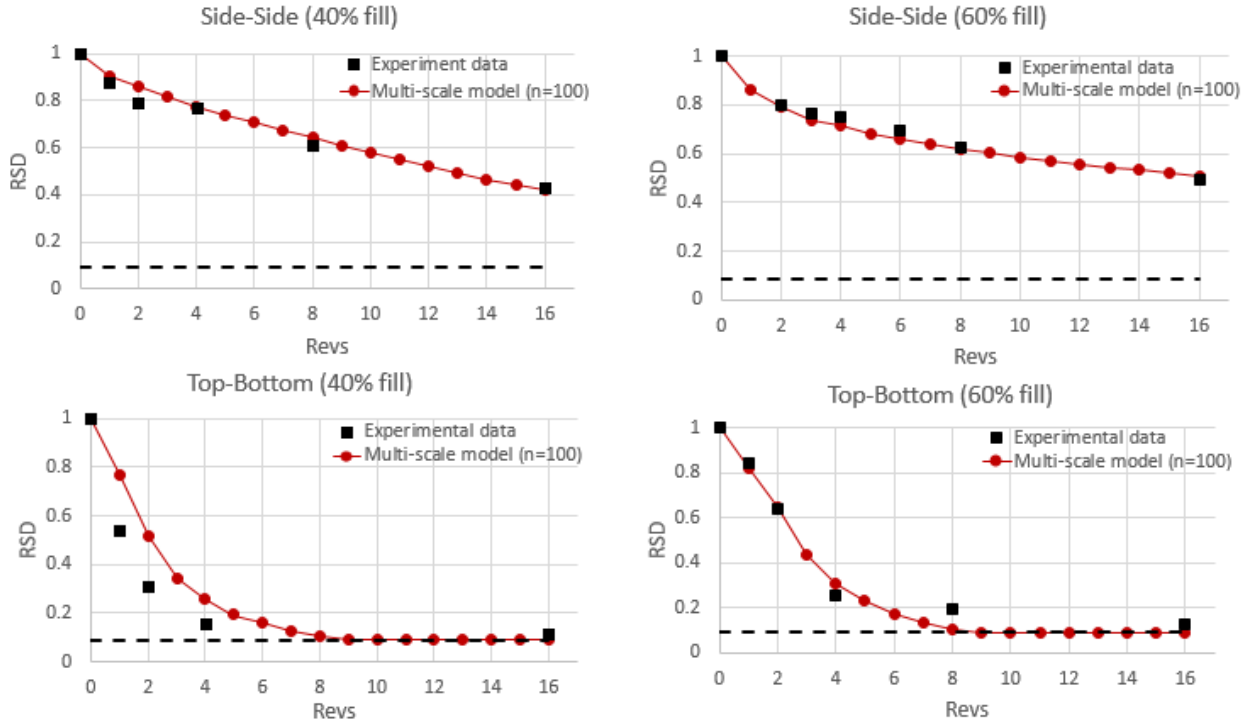 Side-Side (40% fill)
1
0.8
0.6
0.4
0.2
0
RSD
Experiment data
Multi-scale model (n=100)
0 2 4 6 8 10 12 14 16
Revs
Side-Side (60% fill)
1
0.8
0.6
0.4
0.2
0
RSD
Experimental data
Multi-scale model (n=100)
0 2 4 6 8 10 12 14 16
Revs
Top-Bottom (40% fill)
1
0.8
0.6
0.4
0.2
0
RSD
Experimental data
Multi-scale model (n=100)
0 2 4 6 8 10 12 14 16
Revs
Top-Bottom (60% fill)
1
0.8
0.6
0.4
0.2
0
RSD
Experimental data
Multi-scale model (n=100)
0 2 4 6 8 10 12 14 16
Revs